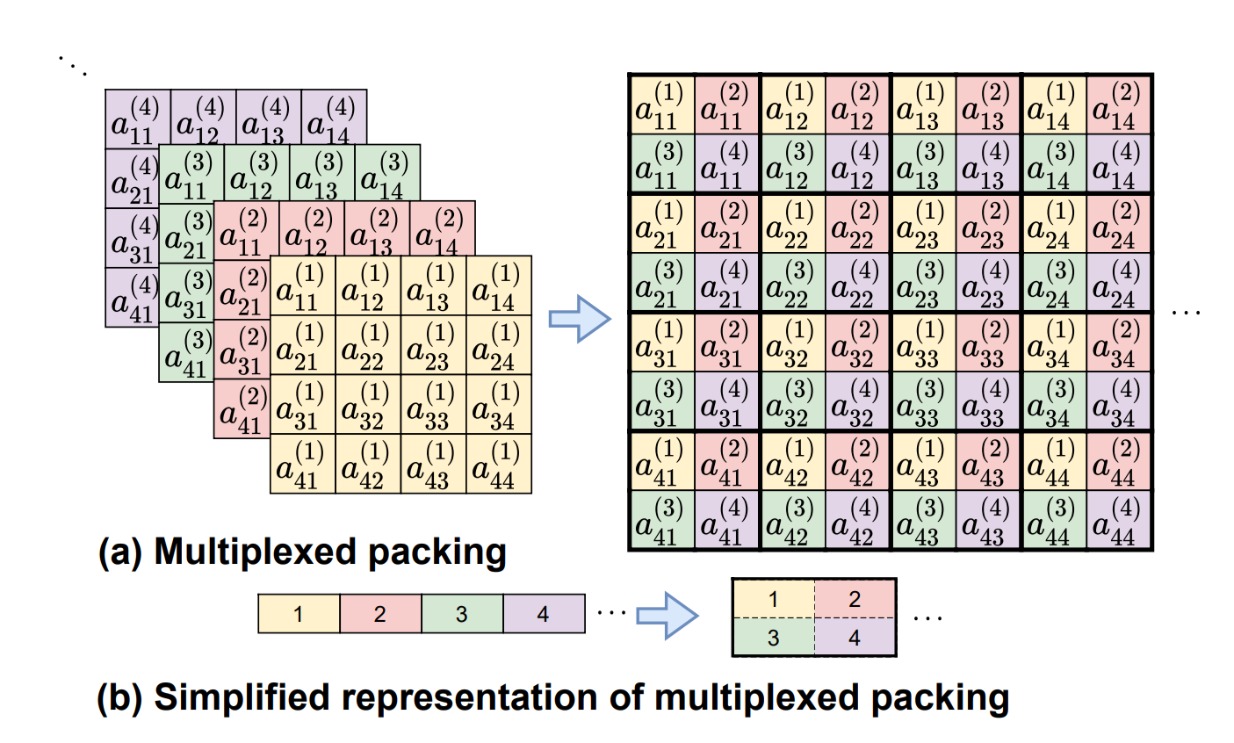 ⋱
a_{11}^{(4)} a_{12}^{(4)} a_{13}^{(4)} a_{14}^{(4)}
a_{21}^{(4)} a_{11}^{(3)} a_{12}^{(3)} a_{13}^{(3)} a_{14}^{(3)}
a_{31}^{(4)} a_{21}^{(3)} a_{11}^{(2)} a_{12}^{(2)} a_{13}^{(2)} a_{14}^{(2)}
a_{41}^{(4)} a_{31}^{(3)} a_{21}^{(2)} a_{11}^{(1)} a_{12}^{(1)} a_{13}^{(1)} a_{14}^{(1)}
a_{41}^{(3)} a_{31}^{(2)} a_{21}^{(1)} a_{22}^{(1)} a_{23}^{(1)} a_{24}^{(1)}
a_{41}^{(2)} a_{31}^{(1)} a_{32}^{(1)} a_{33}^{(1)} a_{34}^{(1)}
a_{41}^{(1)} a_{42}^{(1)} a_{43}^{(1)} a_{44}^{(1)}
a_{11}^{(1)} a_{11}^{(2)} a_{12}^{(1)} a_{12}^{(2)} a_{13}^{(1)} a_{13}^{(2)} a_{14}^{(1)} a_{14}^{(2)}
a_{11}^{(3)} a_{11}^{(4)} a_{12}^{(3)} a_{12}^{(4)} a_{13}^{(3)} a_{13}^{(4)} a_{14}^{(3)} a_{14}^{(4)}
a_{21}^{(1)} a_{21}^{(2)} a_{22}^{(1)} a_{22}^{(2)} a_{23}^{(1)} a_{23}^{(2)} a_{24}^{(1)} a_{24}^{(2)}
a_{21}^{(3)} a_{21}^{(4)} a_{22}^{(3)} a_{22}^{(4)} a_{23}^{(3)} a_{23}^{(4)} a_{24}^{(3)} a_{24}^{(4)}
a_{31}^{(1)} a_{31}^{(2)} a_{32}^{(1)} a_{32}^{(2)} a_{33}^{(1)} a_{33}^{(2)} a_{34}^{(1)} a_{34}^{(2)}
a_{31}^{(3)} a_{31}^{(4)} a_{32}^{(3)} a_{32}^{(4)} a_{33}^{(3)} a_{33}^{(4)} a_{34}^{(3)} a_{34}^{(4)}
a_{41}^{(1)} a_{41}^{(2)} a_{42}^{(1)} a_{42}^{(2)} a_{43}^{(1)} a_{43}^{(2)} a_{44}^{(1)} a_{44}^{(2)}
a_{41}^{(3)} a_{41}^{(4)} a_{42}^{(3)} a_{42}^{(4)} a_{43}^{(3)} a_{43}^{(4)} a_{44}^{(3)} a_{44}^{(4)}
⋯
(a) Multiplexed packing
1 2 3 4 ⋯
1 2
3 4
⋯
(b) Simplified representation of multiplexed packing